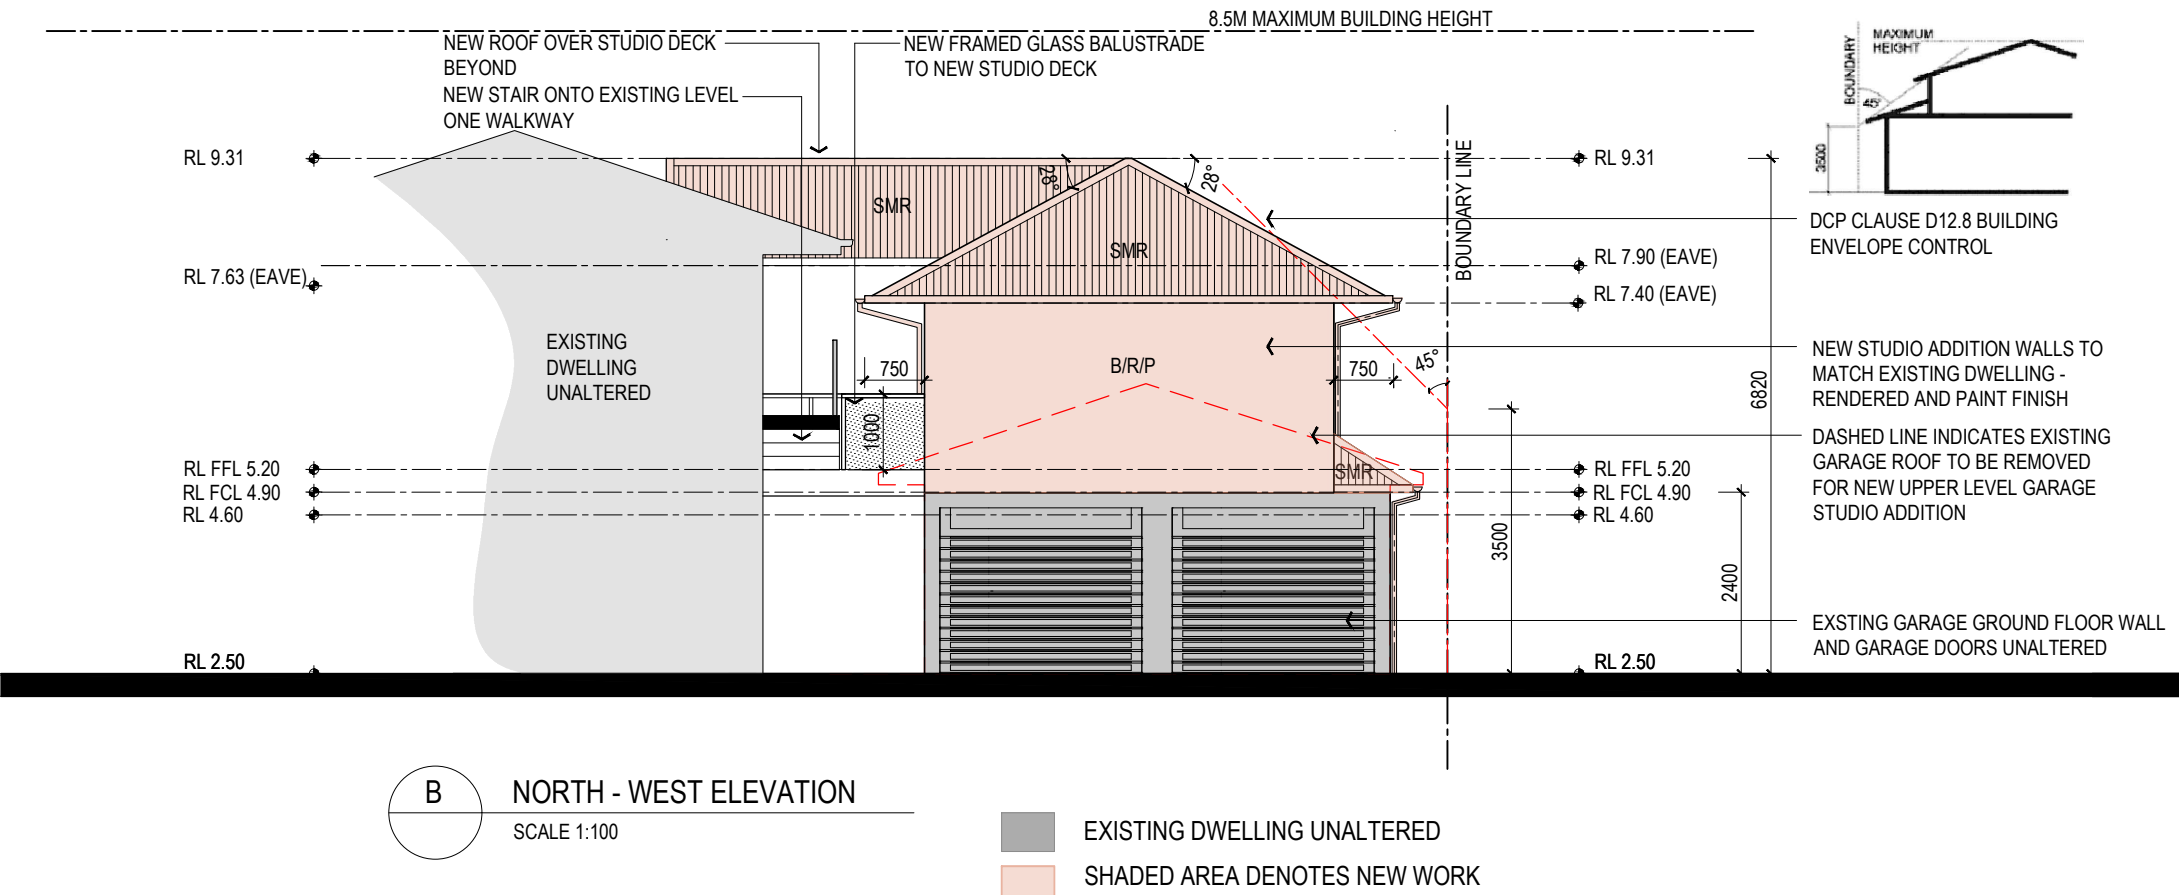 8.5M MAXIMUM BUILDING HEIGHT
NEW ROOF OVER STUDIO DECK
BEYOND
NEW STAIR ONTO EXISTING LEVEL
ONE WALKWAY
NEW FRAMED GLASS BALUSTRADE
TO NEW STUDIO DECK
BOUNDARY
MAXIMUM
HEIGHT
45°
3500
DCP CLAUSE D12.8 BUILDING
ENVELOPE CONTROL
RL 9.31
RL 7.63 (EAVE)
RL FFL 5.20
RL FCL 4.90
RL 4.60
RL 2.50
EXISTING
DWELLING
UNALTERED
SMR
28°
28°
SMR
B/R/P
750
750
1000
SMR
45°
BOUNDARY LINE
RL 9.31
RL 7.90 (EAVE)
RL 7.40 (EAVE)
RL FFL 5.20
RL FCL 4.90
RL 4.60
RL 2.50
3500
2400
6820
NEW STUDIO ADDITION WALLS TO
MATCH EXISTING DWELLING -
RENDERED AND PAINT FINISH
DASHED LINE INDICATES EXISTING
GARAGE ROOF TO BE REMOVED
FOR NEW UPPER LEVEL GARAGE
STUDIO ADDITION
EXSTING GARAGE GROUND FLOOR WALL
AND GARAGE DOORS UNALTERED
B
NORTH - WEST ELEVATION
SCALE 1:100
EXISTING DWELLING UNALTERED
SHADED AREA DENOTES NEW WORK